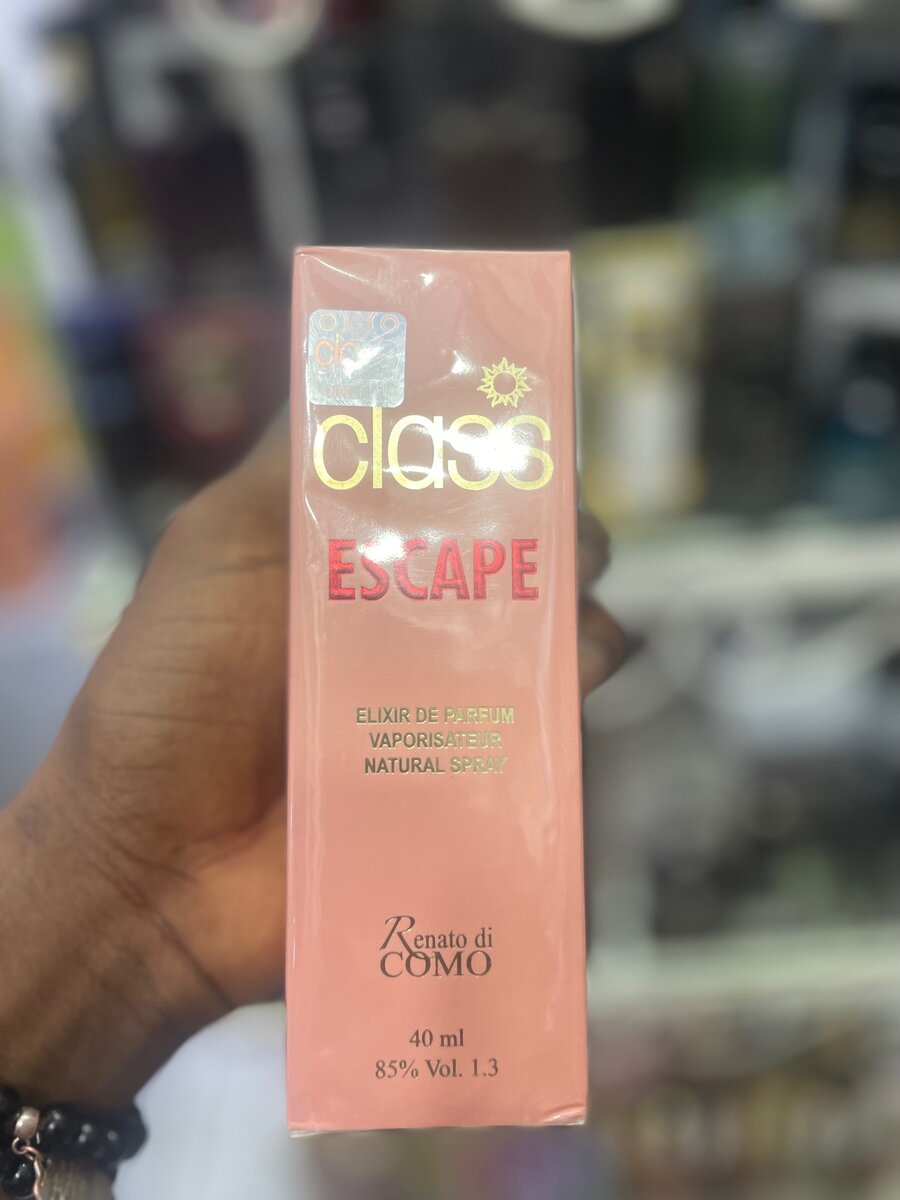 class
ESCAPE
ELIXIR DE PARFUM
VAPORISATEUR
NATURAL SPRAY
Renato di
COMO
40 ml
85% Vol. 1.3